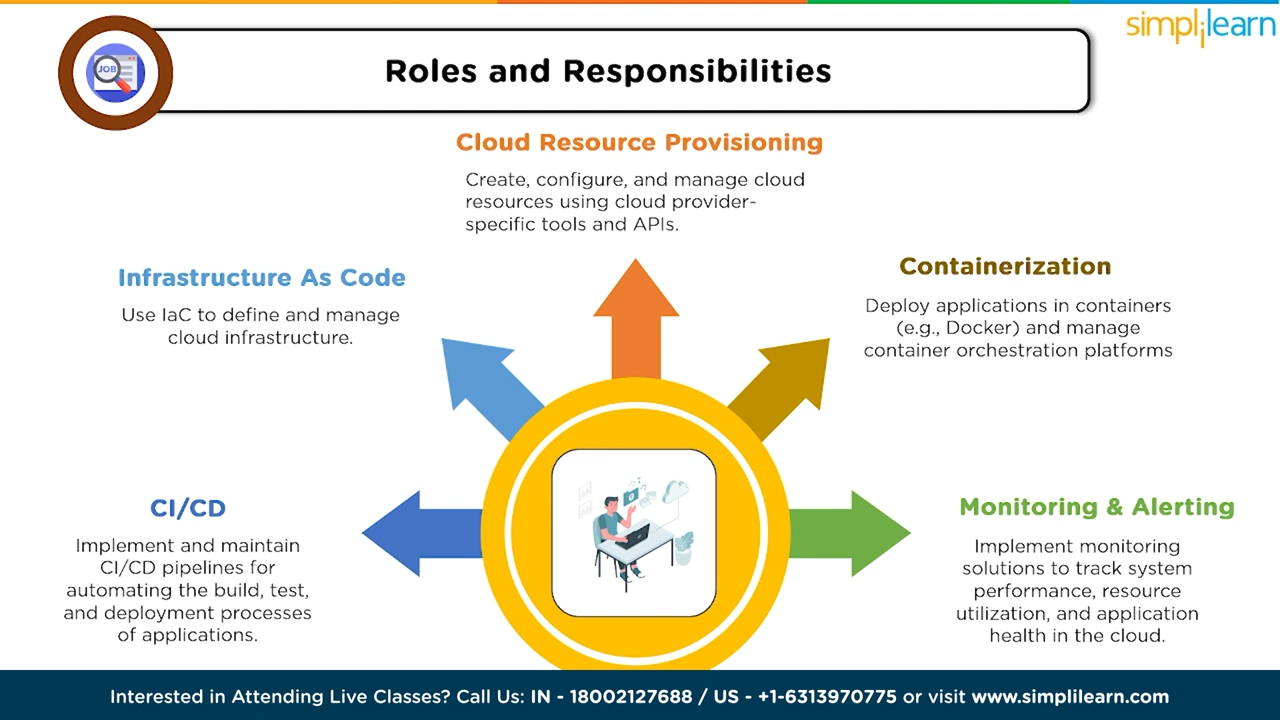 simplilearn
JOB
Roles and Responsibilities
Cloud Resource Provisioning
Create, configure, and manage cloud
resources using cloud provider-
specific tools and APIs.
Infrastructure As Code
Use IaC to define and manage
cloud infrastructure.
Containerization
Deploy applications in containers
(e.g., Docker) and manage
container orchestration platforms
CI/CD
Implement and maintain
CI/CD pipelines for
automating the build, test,
and deployment processes
of applications.
Monitoring & Alerting
Implement monitoring
solutions to track system
performance, resource
utilization, and application
health in the cloud.
Interested in Attending Live Classes? Call Us: IN - 18002127688 / US - +1-6313970775 or visit www.simplilearn.com